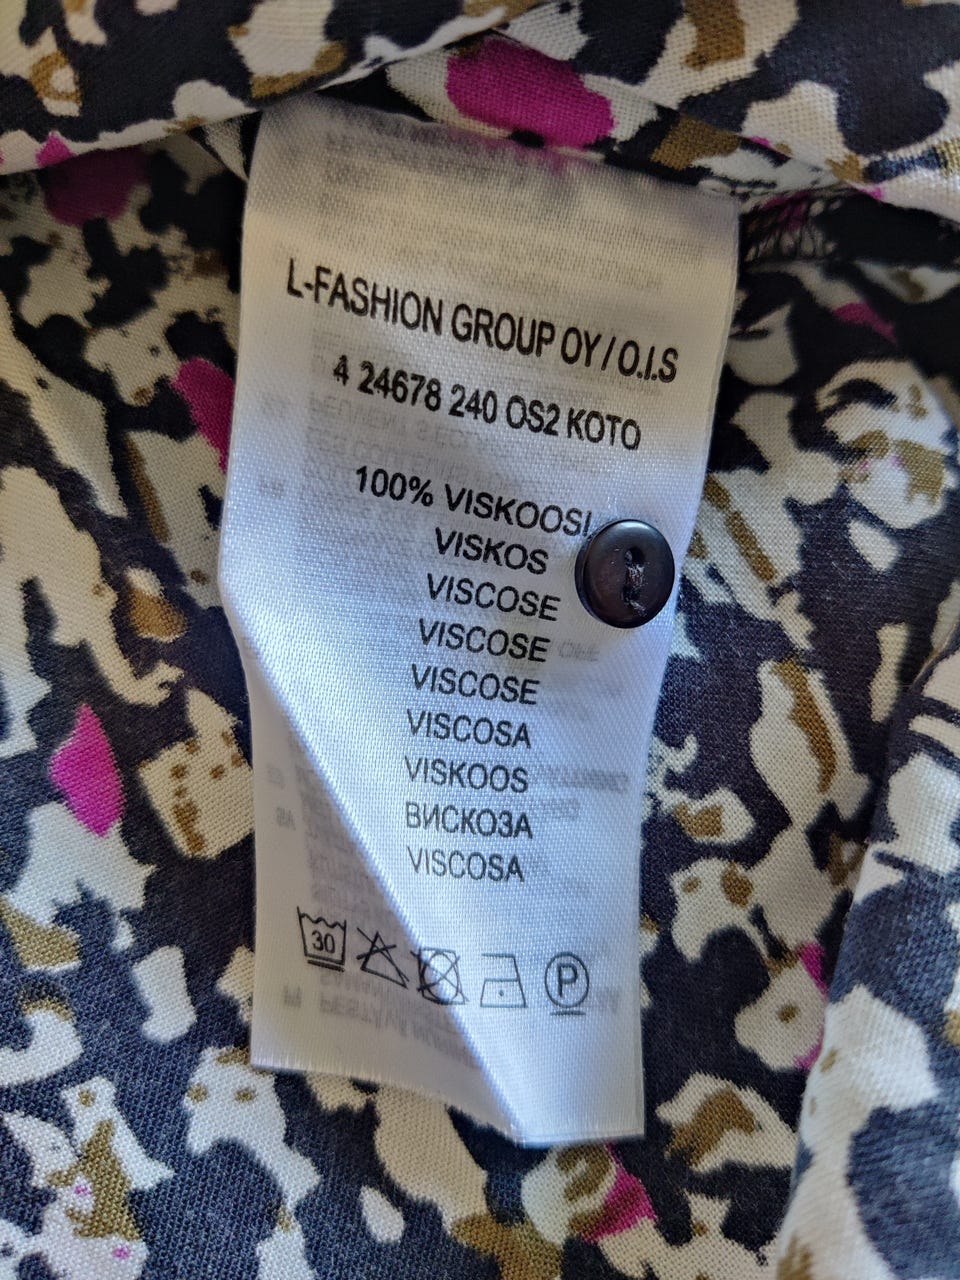 L-FASHION GROUP OY / O.I.S
4 24678 240 OS2 KOTO
100% VISKOOSI
VISKOS
VISCOSE
VISCOSE
VISCOSE
VISCOSA
VISKOOS
ВИСКОЗА
VISCOSA
30 P